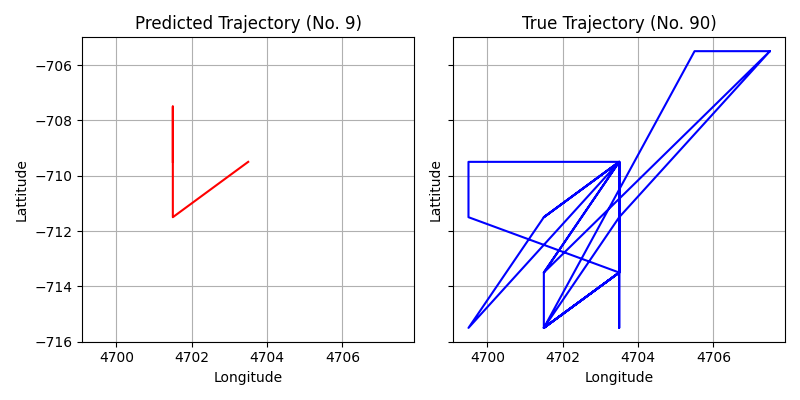 Predicted Trajectory (No. 9)
True Trajectory (No. 90)
Lattitude
−706
−708
−710
−712
−714
−716
4700
4702
4704
4706
Longitude
Lattitude
4700
4702
4704
4706
Longitude